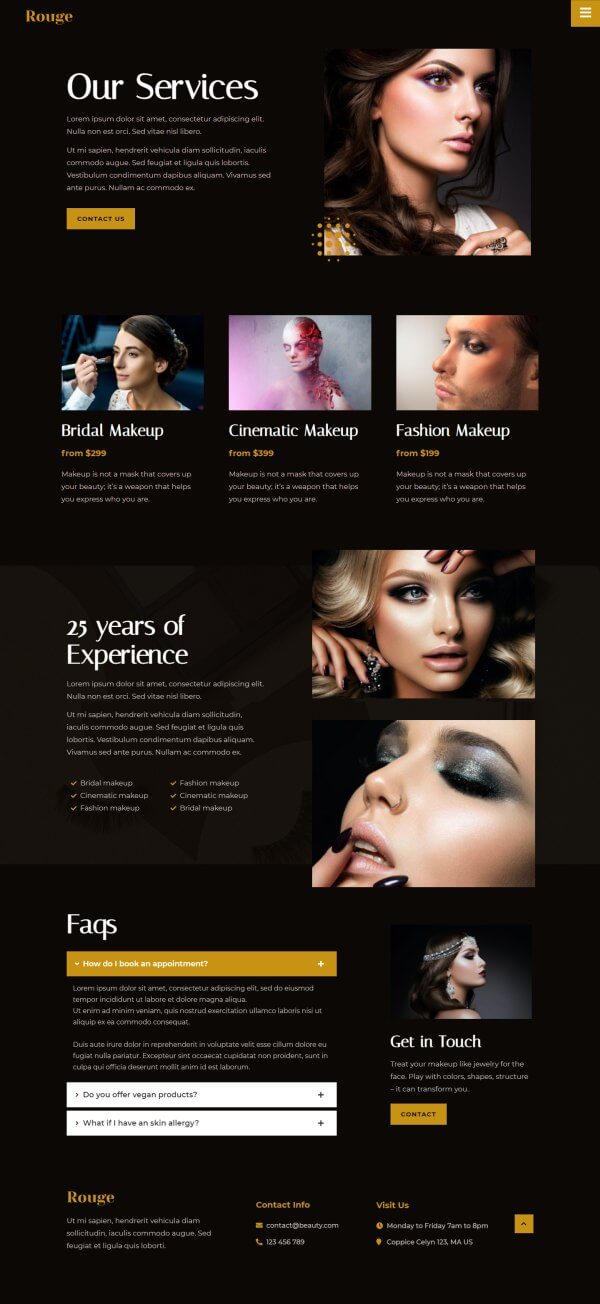 Rouge
Our Services
Lorem ipsum dolor sit amet, consectetur adipiscing elit.
Nulla non est orci. Sed vitae nisl libero.
Ut mi sapien, hendrerit vehicula diam sollicitudin, iaculis
commodo augue. Sed feugiat et ligula quis lobortis.
Vestibulum condimentum dapibus aliquam. Vivamus sed
ante purus. Nullam ac commodo ex.
CONTACT US
Bridal Makeup
from $299
Makeup is not a mask that covers up
your beauty; it's a weapon that helps
you express who you are.
Cinematic Makeup
from $399
Makeup is not a mask that covers up
your beauty; it's a weapon that helps
you express who you are.
Fashion Makeup
from $199
Makeup is not a mask that covers up
your beauty; it's a weapon that helps
you express who you are.
25 years of
Experience
Lorem ipsum dolor sit amet, consectetur adipiscing elit.
Nulla non est orci. Sed vitae nisl libero.
Ut mi sapien, hendrerit vehicula diam sollicitudin,
iaculis commodo augue. Sed feugiat et ligula quis
lobortis. Vestibulum condimentum dapibus aliquam.
Vivamus sed ante purus. Nullam ac commodo ex.
Bridal makeup
Cinematic makeup
Fashion makeup
Fashion makeup
Cinematic makeup
Bridal makeup
Faqs
How do I book an appointment?
Lorem ipsum dolor sit amet, consectetur adipiscing elit, sed do eiusmod
tempor incididunt ut labore et dolore magna aliqua.
Ut enim ad minim veniam, quis nostrud exercitation ullamco laboris nisi ut
aliquip ex ea commodo consequat.
Duis aute irure dolor in reprehenderit in voluptate velit esse cillum dolore eu
fugiat nulla pariatur. Excepteur sint occaecat cupidatat non proident, sunt in
culpa qui officia deserunt mollit anim id est laborum.
Do you offer vegan products?
What if I have an skin allergy?
Get in Touch
Treat your makeup like jewelry for the
face. Play with colors, shapes, structure
– it can transform you.
CONTACT
Rouge
Ut mi sapien, hendrerit vehicula diam
sollicitudin, iaculis commodo augue. Sed
feugiat et ligula quis lobortis.
Contact Info
contact@beauty.com
123 456 789
Visit Us
Monday to Friday 7am to 8pm
Coppice Celyn 123, MA US